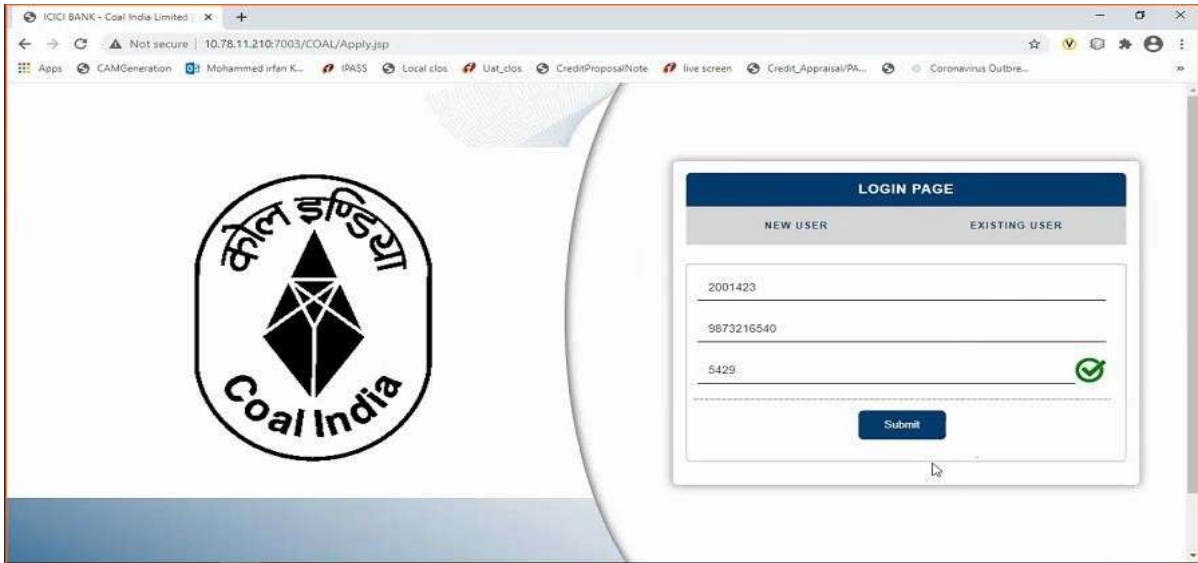 ICICI BANK - Coal India Limited |
Not secure | 10.78.11.210:7003/COAL/Apply.jsp
Apps CAMGeneration Mohammed irfan K... IPASS Local clos Uat_clos CreditProposalNote live screen Credit_Appraisal/PA... Coronavirus Outbre...
कोल इण्डिया
Coal India
LOGIN PAGE
NEW USER EXISTING USER
2001423
9873216540
5429
Submit